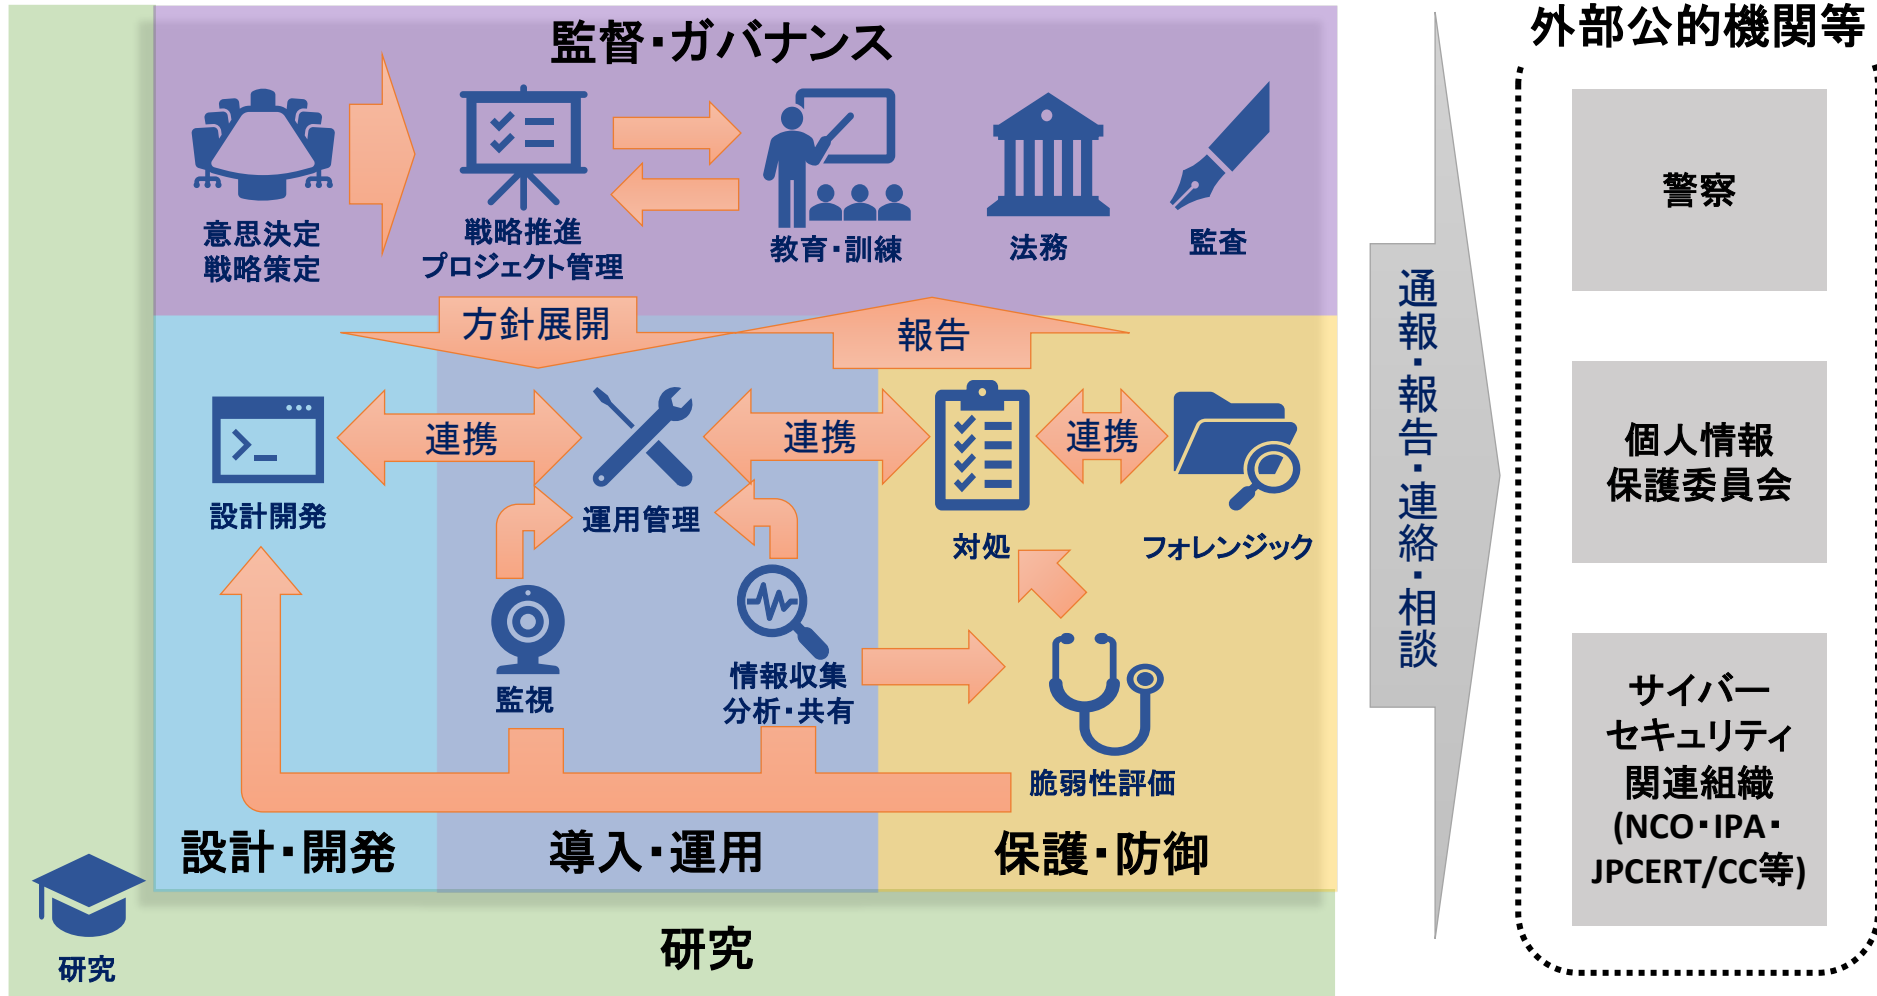 監督・ガバナンス
意思決定
戦略策定
戦略推進
プロジェクト管理
教育・訓練
法務
監査
方針展開
報告
設計開発
連携
運用管理
連携
対処
連携
フォレンジック
監視
情報収集
分析・共有
脆弱性評価
設計・開発
導入・運用
保護・防御
研究
研究
通報・報告・連絡・相談
外部公的機関等
警察
個人情報
保護委員会
サイバー
セキュリティ
関連組織
(NCO・IPA・
JPCERT/CC等)